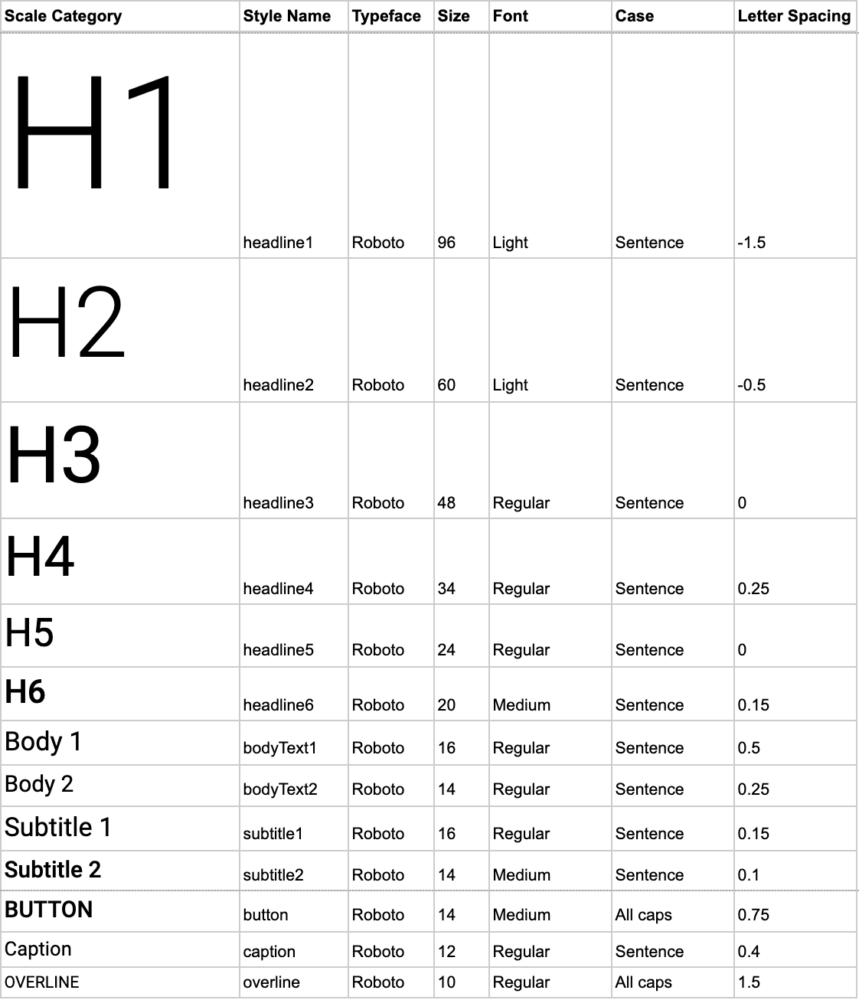 Scale Category Style Name Typeface Size Font Case Letter Spacing
H1 headline1 Roboto 96 Light Sentence -1.5
H2 headline2 Roboto 60 Light Sentence -0.5
H3 headline3 Roboto 48 Regular Sentence 0
H4 headline4 Roboto 34 Regular Sentence 0.25
H5 headline5 Roboto 24 Regular Sentence 0
H6 headline6 Roboto 20 Medium Sentence 0.15
Body 1 bodyText1 Roboto 16 Regular Sentence 0.5
Body 2 bodyText2 Roboto 14 Regular Sentence 0.25
Subtitle 1 subtitle1 Roboto 16 Regular Sentence 0.15
Subtitle 2 subtitle2 Roboto 14 Medium Sentence 0.1
BUTTON button Roboto 14 Medium All caps 0.75
Caption caption Roboto 12 Regular Sentence 0.4
OVERLINE overline Roboto 10 Regular All caps 1.5